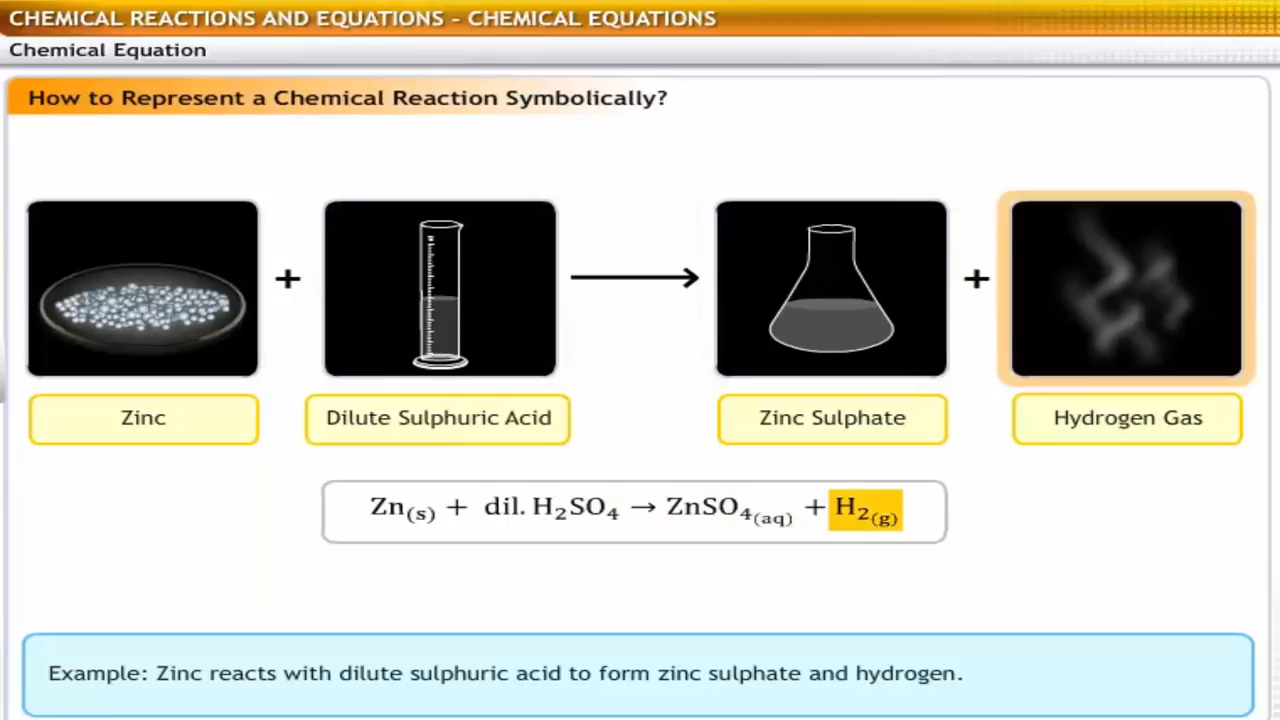 CHEMICAL REACTIONS AND EQUATIONS - CHEMICAL EQUATIONS
Chemical Equation
How to Represent a Chemical Reaction Symbolically?
+ +
Zinc Dilute Sulphuric Acid Zinc Sulphate Hydrogen Gas
Zn(s) + dil. H₂SO₄ → ZnSO₄(aq) + H₂(g)
Example: Zinc reacts with dilute sulphuric acid to form zinc sulphate and hydrogen.